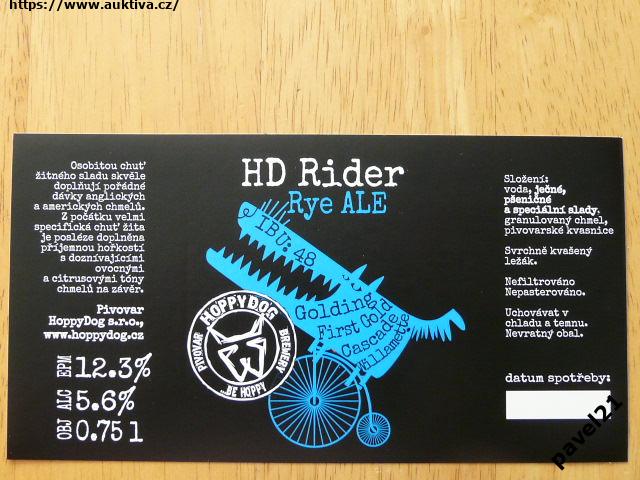 https://www.auktiva.cz/
Osobitou chuť
žitného sladu skvěle
doplňují pořádné
dávky anglických
a amerických chmelů.
Z počátku velmi
specifická chuť žita
je posléze doplněna
příjemnou hořkostí
s doznívajícími
ovocnými
a citrusovými tóny
chmelů na závěr.
Pivovar
HoppyDog s.r.o.,
www.hoppydog.cz
EPM 12.3%
ALC 5.6%
OBJ 0.75 l
HD Rider
Rye ALE
IBU: 48
Golding
First Gold
Cascade
Willamette
PIVOVAR HOPPYDOG BREWERY
...BE HOPPY
Složení:
voda, ječné,
pšeničné
a speciální slady,
granulovaný chmel,
pivovarské kvasnice
Svrchně kvašený
ležák.
Nefiltrováno
Nepasterováno.
Uchovávat v
chladu a temnu.
Nevratný obal.
datum spotřeby:
pavel21